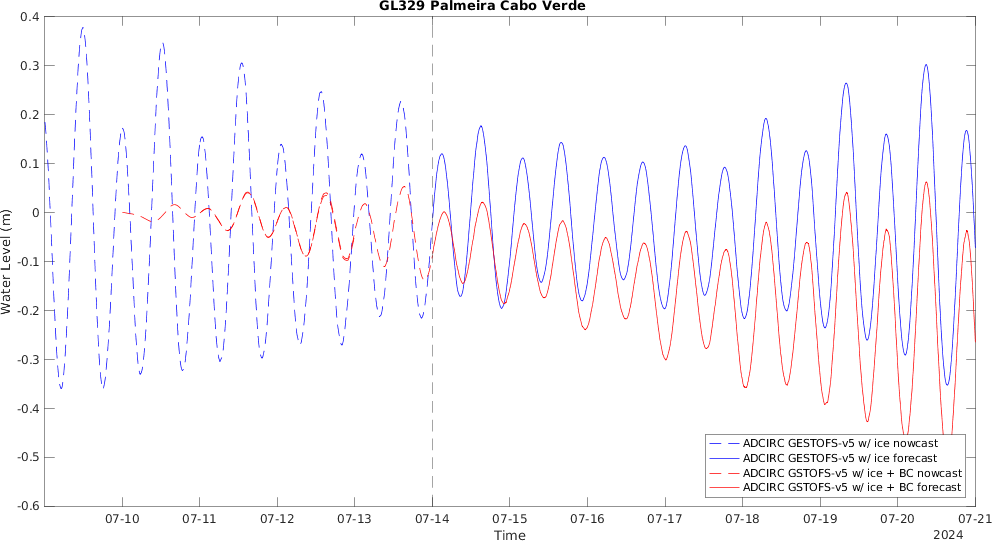 GL329 Palmeira Cabo Verde
0.4
0.3
0.2
0.1
0
-0.1
-0.2
-0.3
-0.4
-0.5
-0.6
Water Level (m)
ADCIRC GESTOFS-v5 w/ ice nowcast
ADCIRC GESTOFS-v5 w/ ice forecast
ADCIRC GSTOFS-v5 w/ ice + BC nowcast
ADCIRC GSTOFS-v5 w/ ice + BC forecast
07-10 07-11 07-12 07-13 07-14 07-15 07-16 07-17 07-18 07-19 07-20 07-21
Time
2024